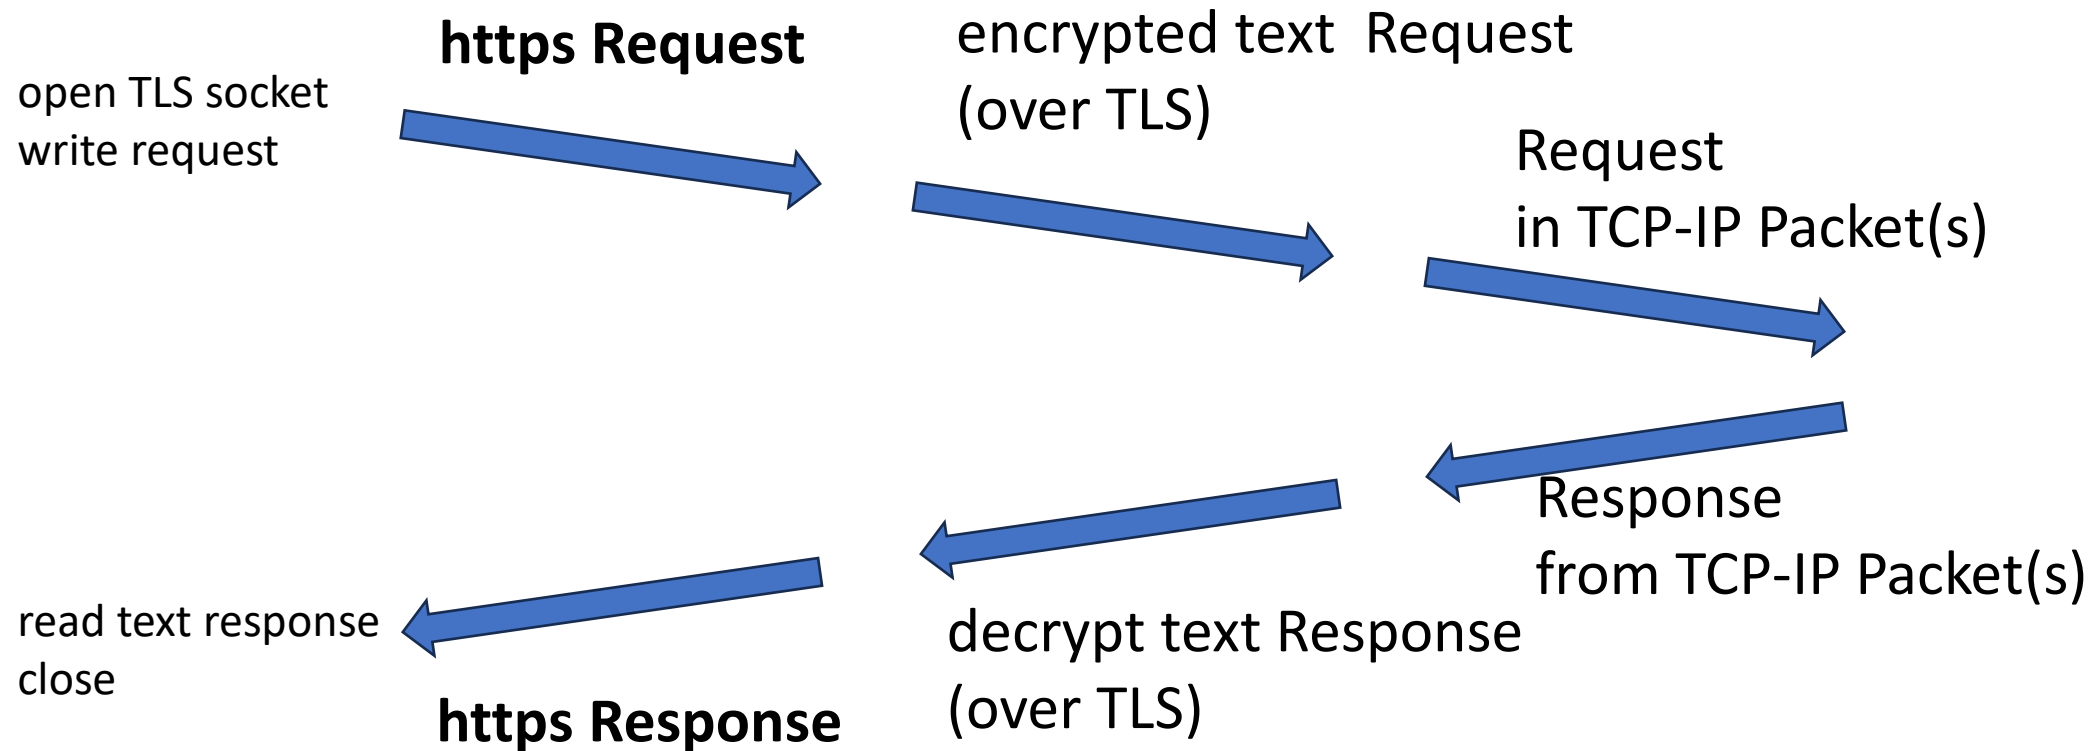 https Request
encrypted text  Request
(over TLS)
open TLS socket
write request
Request
in TCP-IP Packet(s)
Response
from TCP-IP Packet(s)
decrypt text Response
(over TLS)
read text response
close
https Response